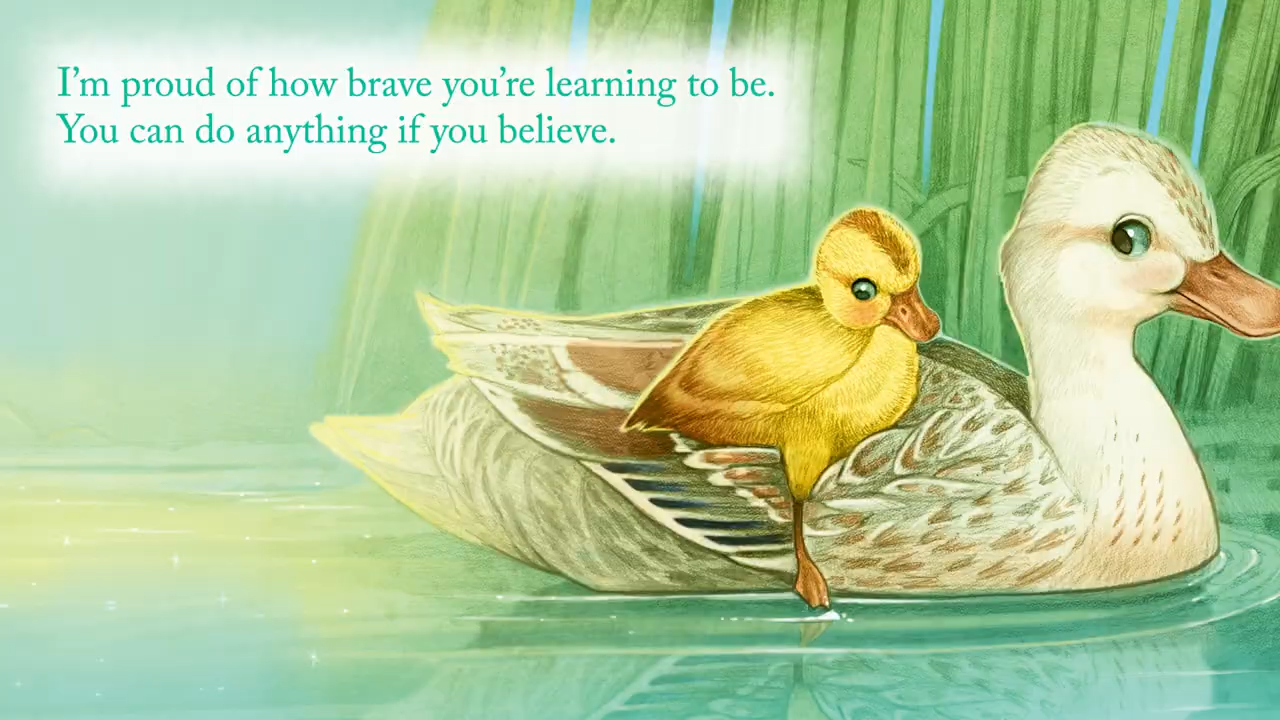 I’m proud of how brave you’re learning to be.
You can do anything if you believe.